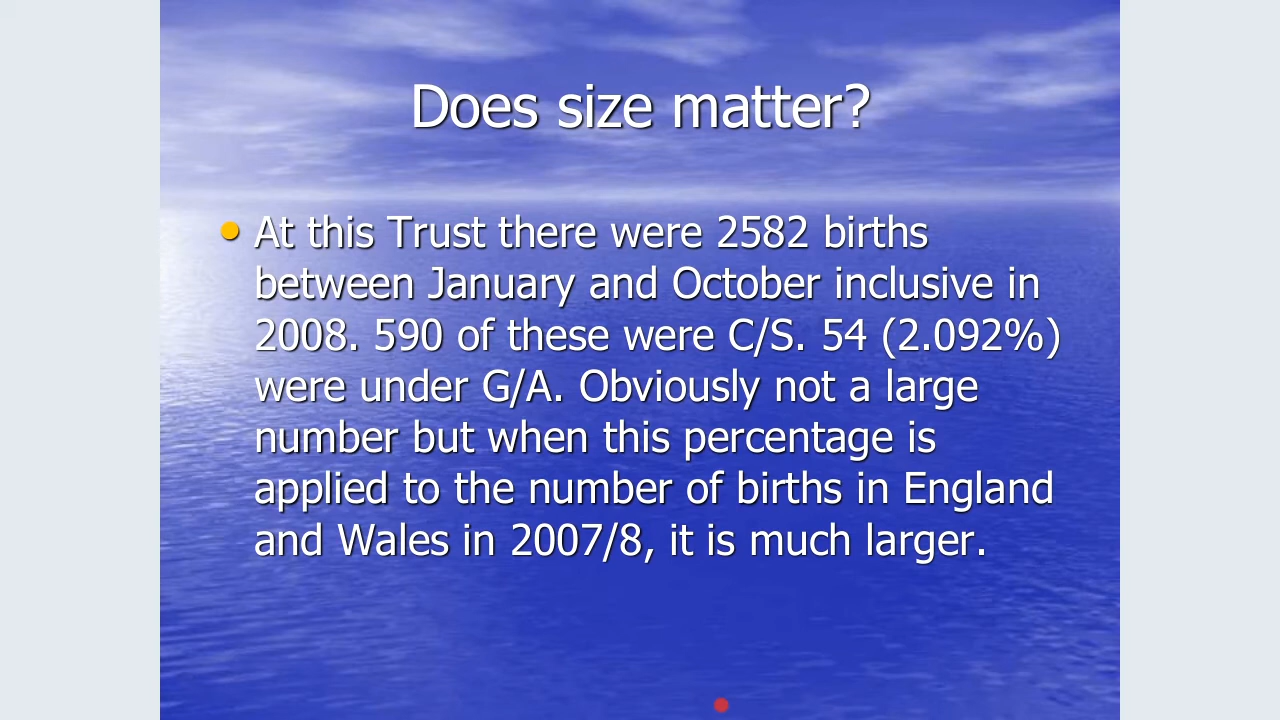 Does size matter?
At this Trust there were 2582 births
between January and October inclusive in
2008. 590 of these were C/S. 54 (2.092%)
were under G/A. Obviously not a large
number but when this percentage is
applied to the number of births in England
and Wales in 2007/8, it is much larger.